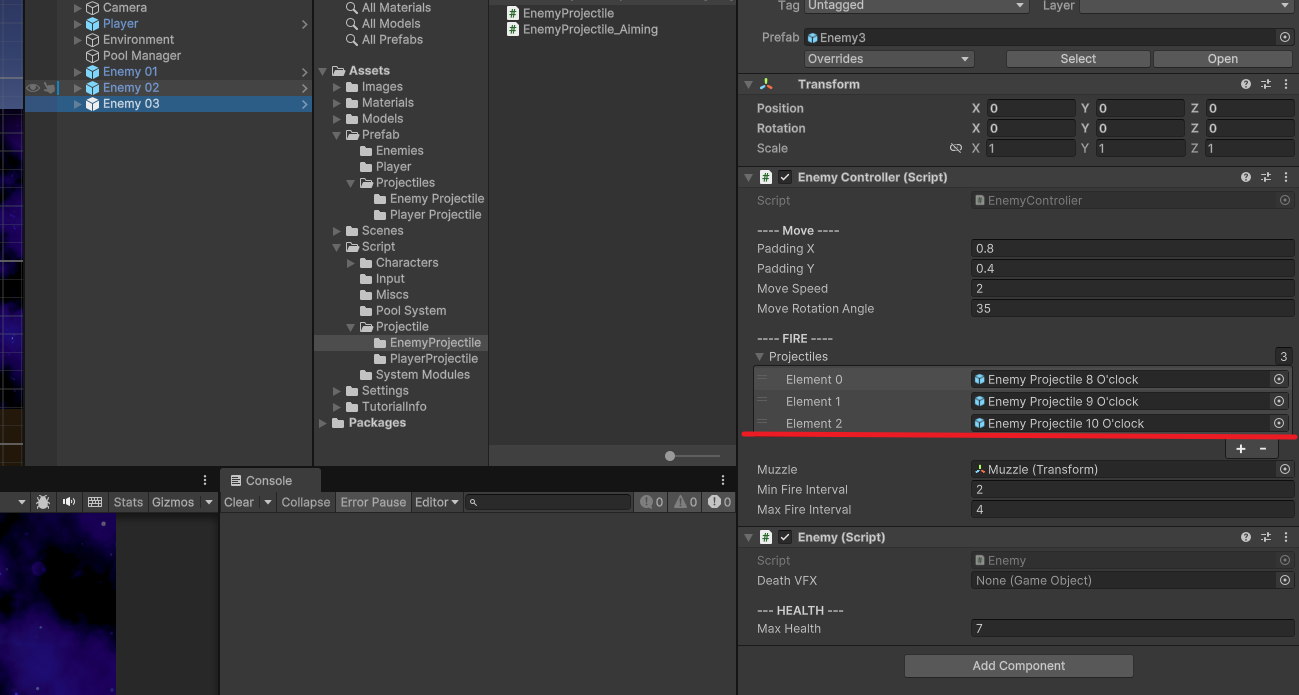 Camera
Player
Environment
Pool Manager
Enemy 01
Enemy 02
Enemy 03
All Materials
All Models
All Prefabs
Assets
Images
Materials
Models
Prefab
Enemies
Player
Projectiles
Enemy Projectile
Player Projectile
Scenes
Script
Characters
Input
Miscs
Pool System
Projectile
EnemyProjectile
PlayerProjectile
System Modules
Settings
TutorialInfo
Packages
EnemyProjectile
EnemyProjectile_Aiming
Stats Gizmos
Console
Clear Collapse Error Pause Editor 0 0 0
Tag Untagged Layer
Prefab Enemy3
Overrides Select Open
Transform
Position X 0 Y 0 Z 0
Rotation X 0 Y 0 Z 0
Scale X 1 Y 1 Z 1
# Enemy Controller (Script)
Script EnemyController
---- Move ----
Padding X 0.8
Padding Y 0.4
Move Speed 2
Move Rotation Angle 35
---- FIRE ----
Projectiles 3
Element 0 Enemy Projectile 8 O'clock
Element 1 Enemy Projectile 9 O'clock
Element 2 Enemy Projectile 10 O'clock
+ -
Muzzle Muzzle (Transform)
Min Fire Interval 2
Max Fire Interval 4
# Enemy (Script)
Script Enemy
Death VFX None (Game Object)
--- HEALTH ---
Max Health 7
Add Component